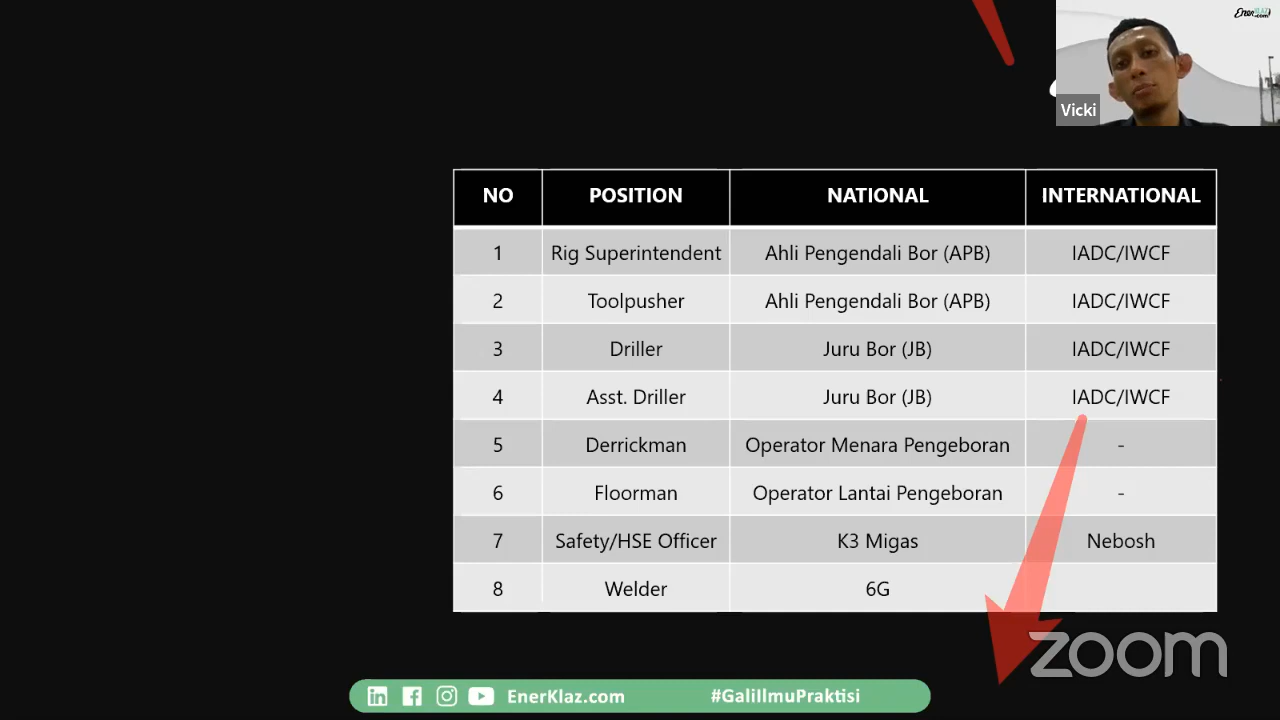 EnerKLAZ
.com
Vicki
NO POSITION NATIONAL INTERNATIONAL
1 Rig Superintendent Ahli Pengendali Bor (APB) IADC/IWCF
2 Toolpusher Ahli Pengendali Bor (APB) IADC/IWCF
3 Driller Juru Bor (JB) IADC/IWCF
4 Asst. Driller Juru Bor (JB) IADC/IWCF
5 Derrickman Operator Menara Pengeboran -
6 Floorman Operator Lantai Pengeboran -
7 Safety/HSE Officer K3 Migas Nebosh
8 Welder 6G
zoom
EnerKlaz.com #GaliIlmuPraktisi